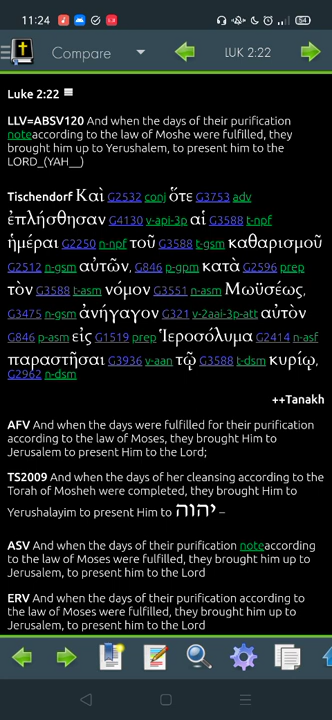 11:24
54
Compare
LUK 2:22
Luke 2:22
LLV=ABSV120 And when the days of their purification
noteaccording to the law of Moshe were fulfilled, they
brought him up to Yerushalem, to present him to the
LORD_(YAH__)
Tischendorf Καὶ G2532 conj ὅτε G3753 adv
ἐπλήσθησαν G4130 v-api-3p αἱ G3588 t-npf
ἡμέραι G2250 n-npf τοῦ G3588 t-gsm καθαρισμοῦ
G2512 n-gsm αὐτῶν, G846 p-gpm κατὰ G2596 prep
τὸν G3588 t-asm νόμον G3551 n-asm Μωϋσέως,
G3475 n-gsm ἀνήγαγον G321 v-2aai-3p-att αὐτὸν
G846 p-asm εἰς G1519 prep Ἱεροσόλυμα G2414 n-asf
παραστῆσαι G3936 v-aan τῷ G3588 t-dsm κυρίῳ,
G2962 n-dsm
++Tanakh
AFV And when the days were fulfilled for their purification
according to the law of Moses, they brought Him to
Jerusalem to present Him to the Lord;
TS2009 And when the days of her cleansing according to the
Torah of Mosheh were completed, they brought Him to
Yerushalayim to present Him to יהוה –
ASV And when the days of their purification noteaccording
to the law of Moses were fulfilled, they brought him up to
Jerusalem, to present him to the Lord
ERV And when the days of their purification according to
the law of Moses were fulfilled, they brought him up to
Jerusalem, to present him to the Lord